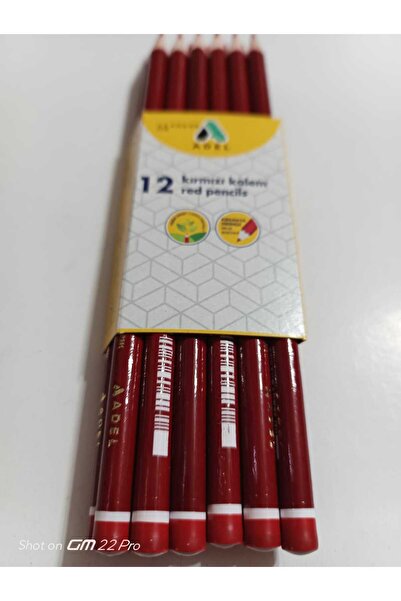 ADEL
12 kırmızı kalem
red pencils
ADEL
Shot on GM 22 Pro